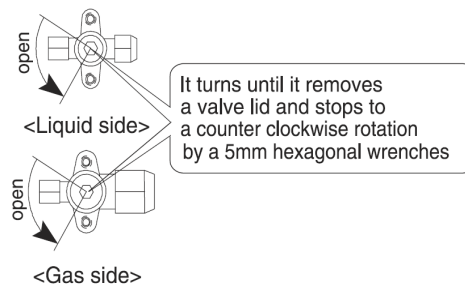 open
<Liquid side>
It turns until it removes
a valve lid and stops to
a counter clockwise rotation
by a 5mm hexagonal wrenches
open
<Gas side>